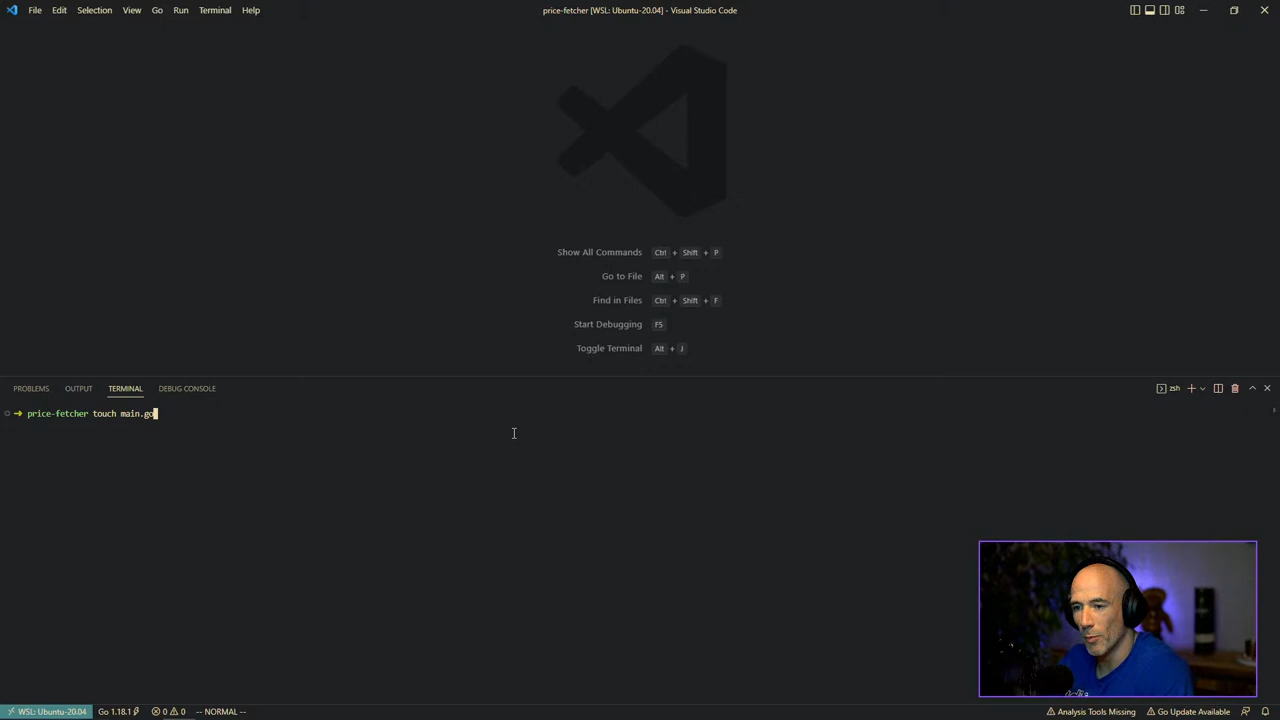 File Edit Selection View Go Run Terminal Help
price-fetcher [WSL: Ubuntu-20.04] - Visual Studio Code
Show All Commands Ctrl + Shift + P
Go to File Alt + P
Find in Files Ctrl + Shift + F
Start Debugging F5
Toggle Terminal Alt + J
PROBLEMS OUTPUT TERMINAL DEBUG CONSOLE
zsh
➜ price-fetcher touch main.go
WSL: Ubuntu-20.04 Go 1.18.1 0 0 -- NORMAL --
Analysis Tools Missing Go Update Available